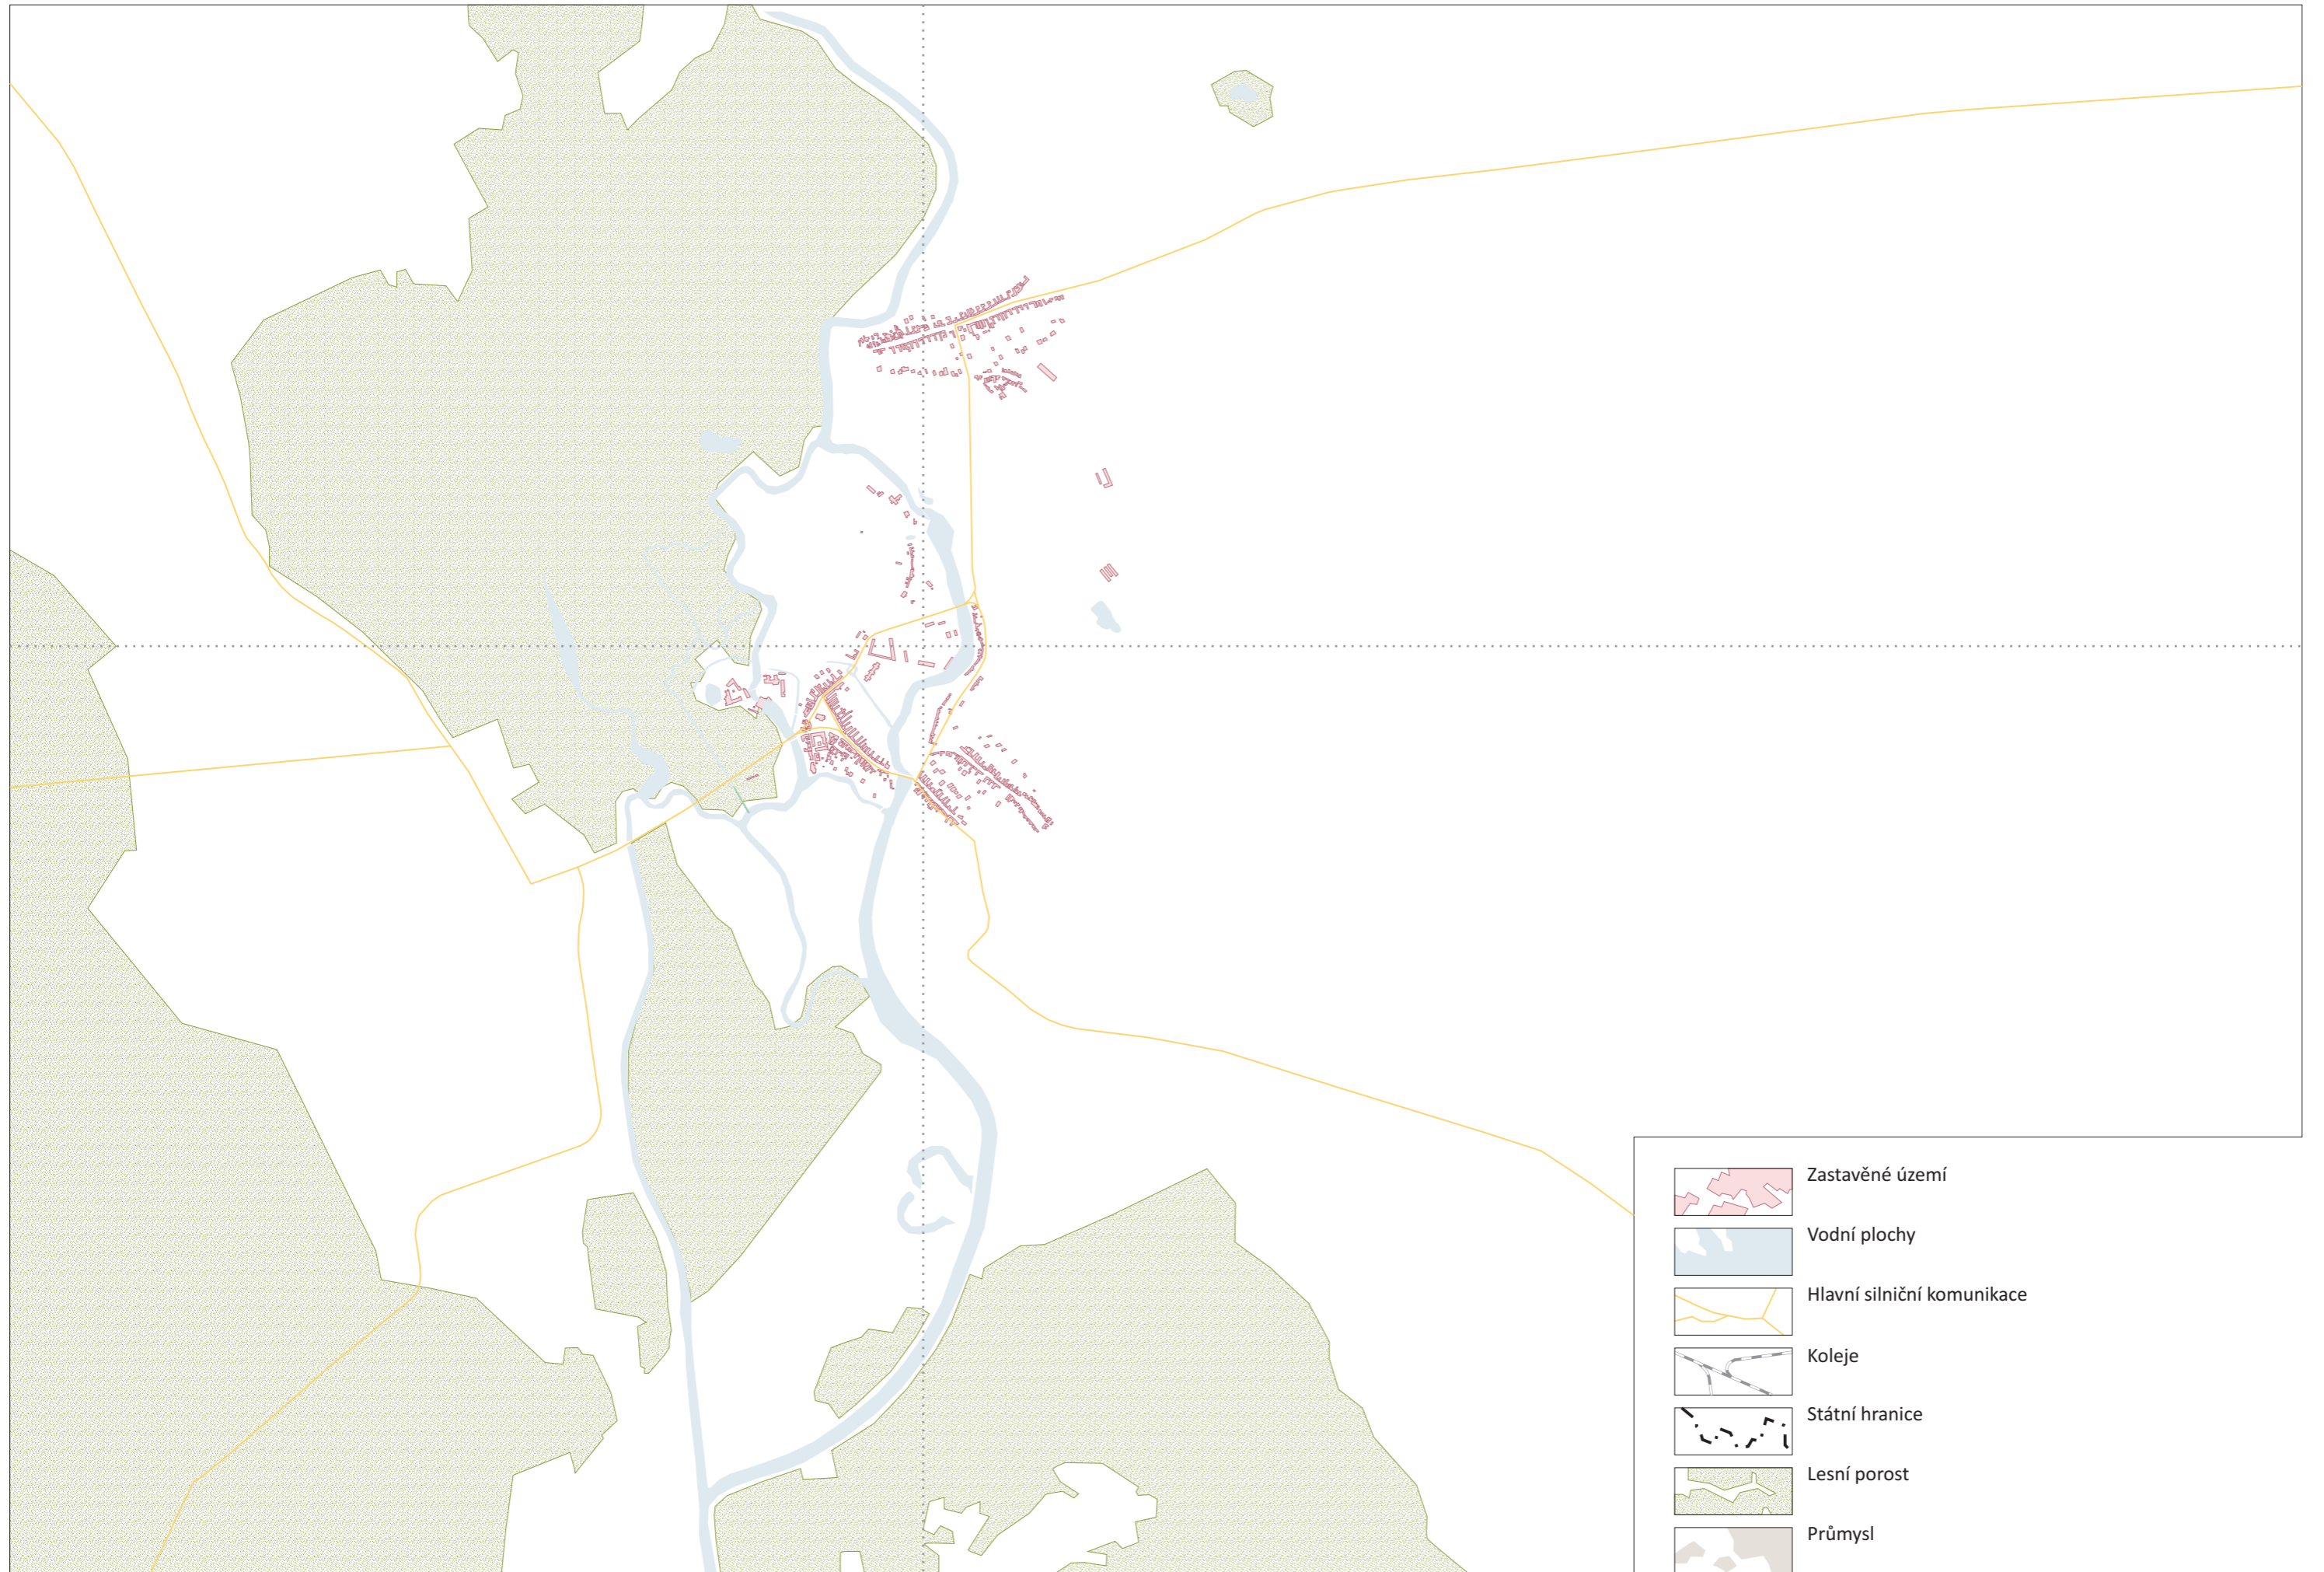 Zastavěné území
Vodní plochy
Hlavní silniční komunikace
Koleje
Státní hranice
Lesní porost
Průmysl